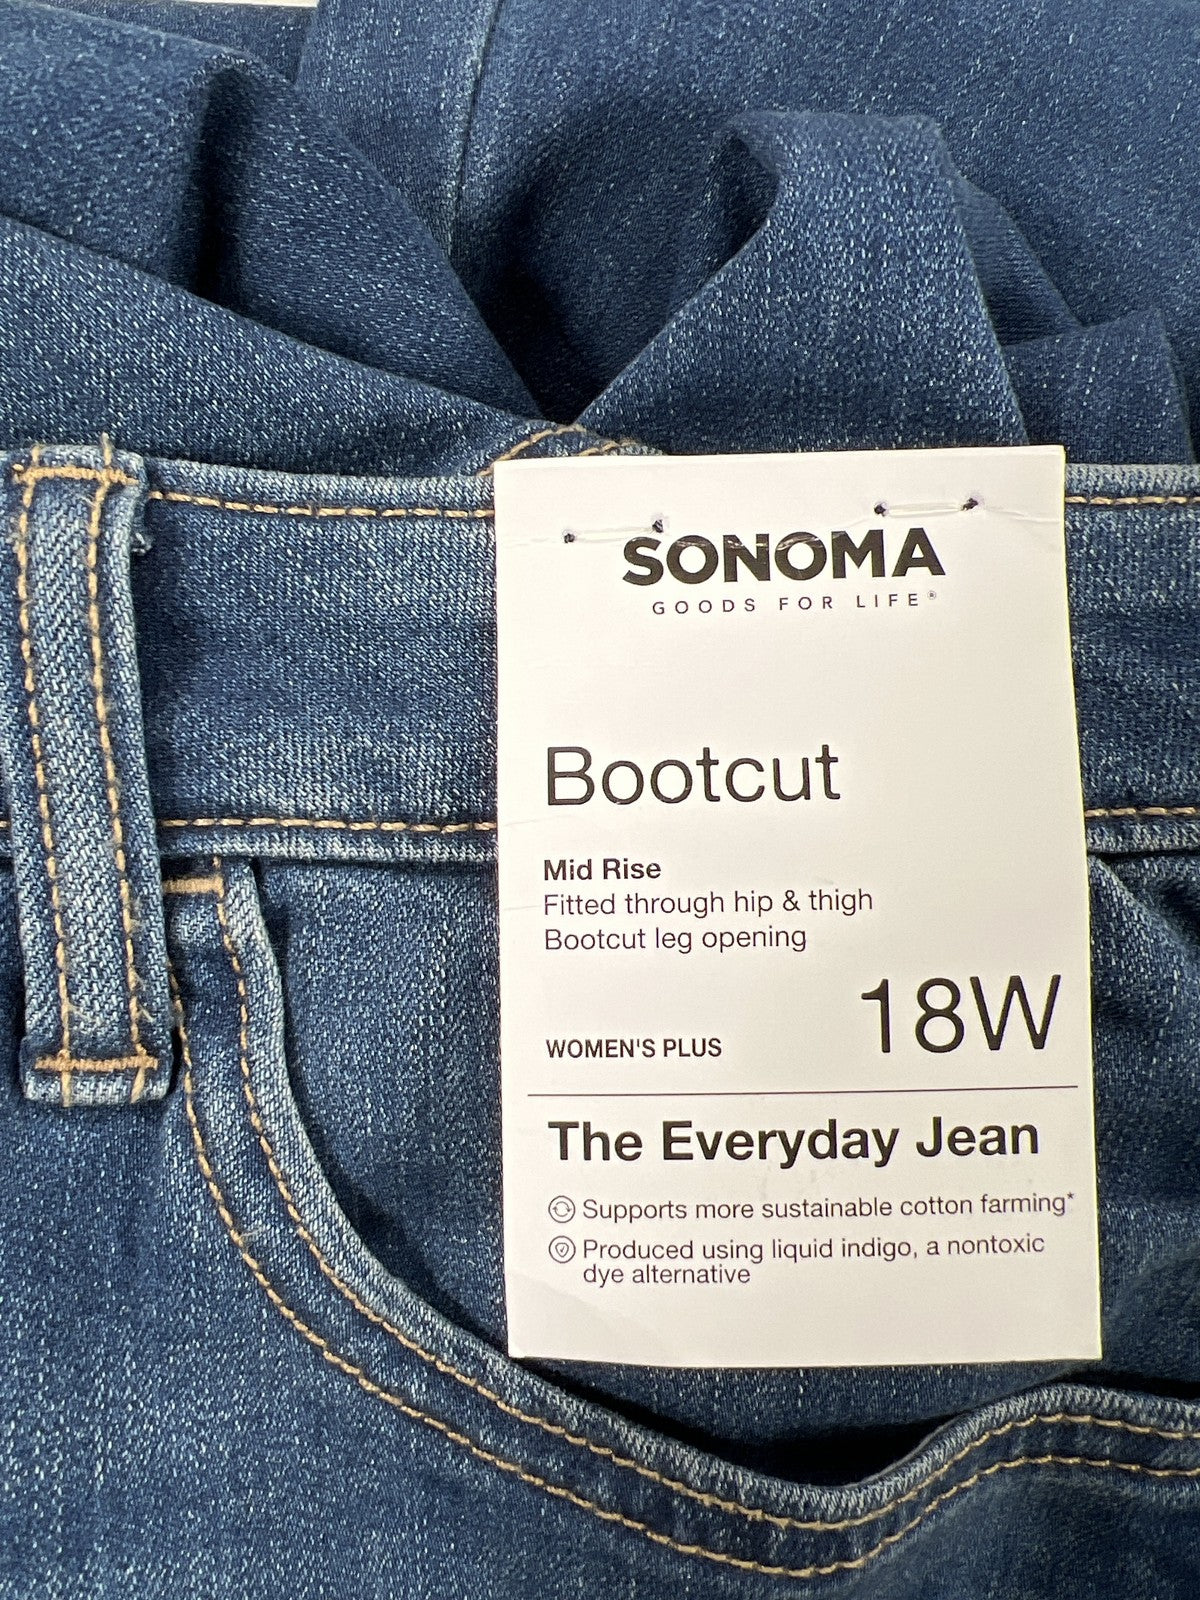 SONOMA
GOODS FOR LIFE®
Bootcut
Mid Rise
Fitted through hip & thigh
Bootcut leg opening
18W
WOMEN'S PLUS
The Everyday Jean
Supports more sustainable cotton farming*
Produced using liquid indigo, a nontoxic
dye alternative